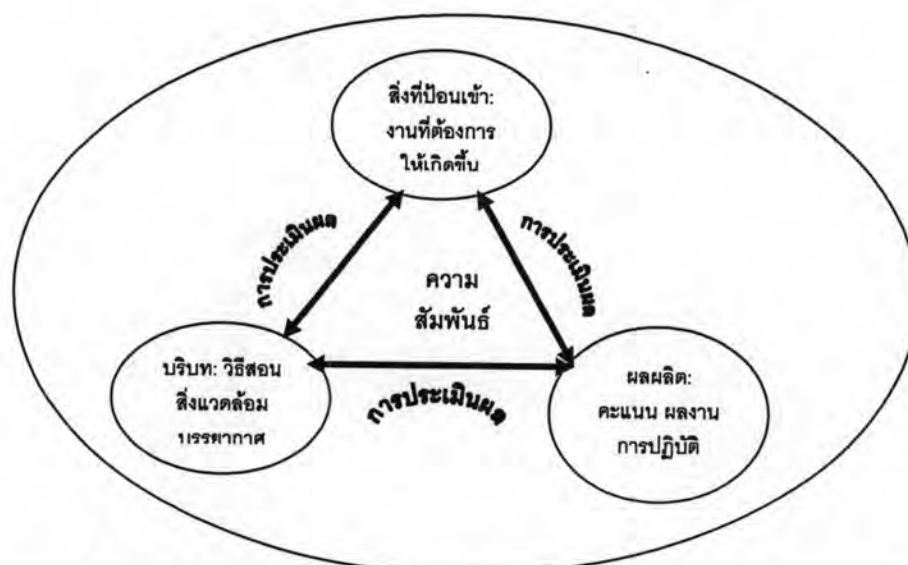 สิ่งที่ป้อนเข้า:
งานที่ต้องการ
ให้เกิดขึ้น
การประเมินผล
การประเมินผล
ความ
สัมพันธ์
บริบท: วิธีสอน
สิ่งแวดล้อม
บรรยากาศ
การประเมินผล
ผลผลิต:
คะแนน ผลงาน
การปฏิบัติ